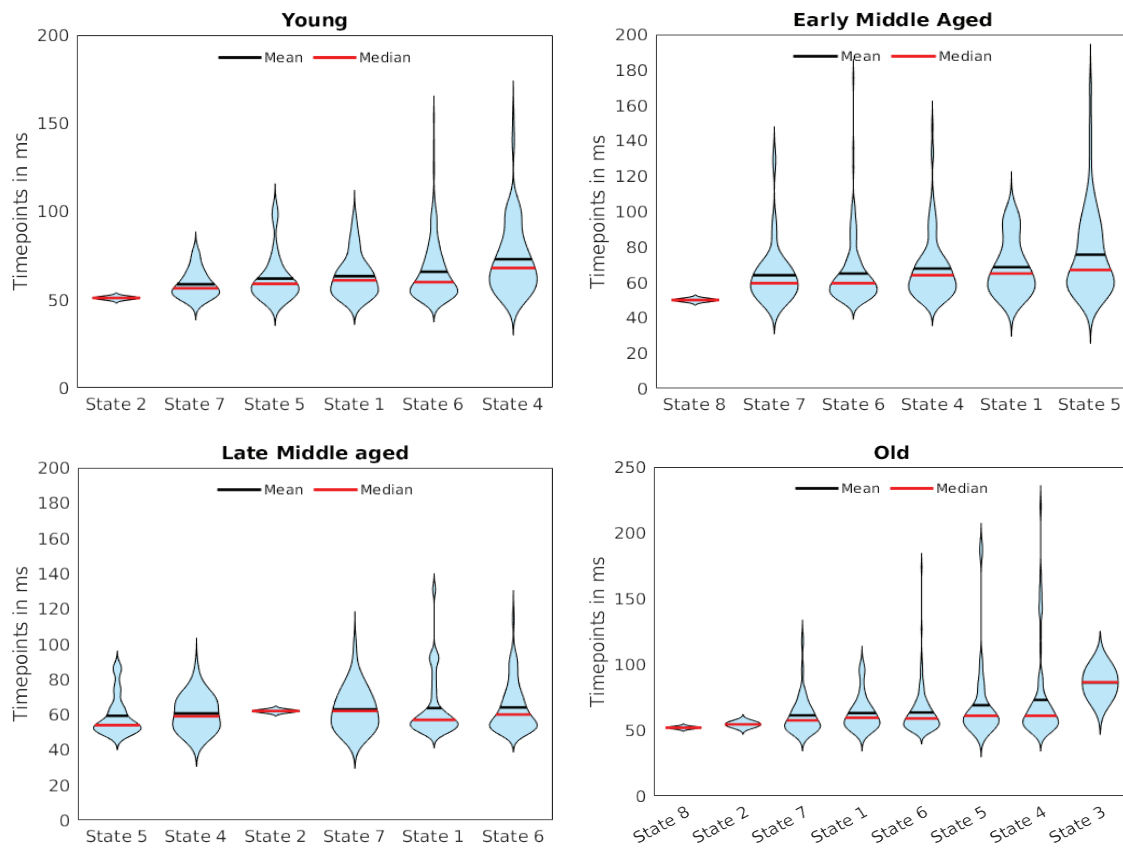 Young
200
150
100
50
0
Timepoints in ms
Mean Median
State 2 State 7 State 5 State 1 State 6 State 4
Early Middle Aged
200
180
160
140
120
100
80
60
40
20
0
Timepoints in ms
Mean Median
State 8 State 7 State 6 State 4 State 1 State 5
Late Middle aged
200
180
160
140
120
100
80
60
40
20
0
Timepoints in ms
Mean Median
State 5 State 4 State 2 State 7 State 1 State 6
Old
250
200
150
100
50
0
Timepoints in ms
Mean Median
State 8 State 2 State 7 State 1 State 6 State 5 State 4 State 3